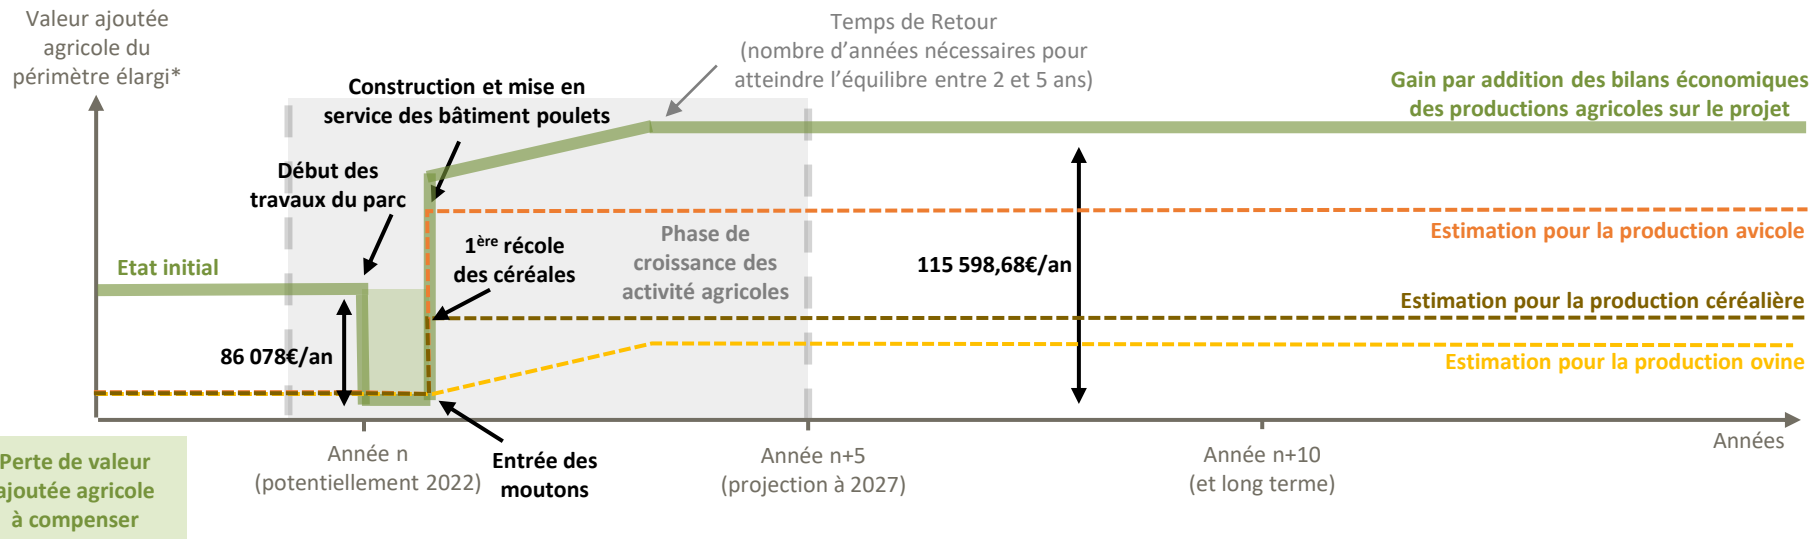 Valeur ajoutée
agricole du
périmètre élargi*
Temps de Retour
(nombre d'années nécessaires pour
atteindre l'équilibre entre 2 et 5 ans)
Construction et mise en
service des bâtiment poulets
Gain par addition des bilans économiques
des productions agricoles sur le projet
Début des
travaux du parc
1ère récole
des céréales
Phase de
croissance des
activité agricoles
Estimation pour la production avicole
Etat initial
115 598,68€/an
Estimation pour la production céréalière
86 078€/an
Estimation pour la production ovine
Années
Année n
(potentiellement 2022)
Entrée des
moutons
Année n+5
(projection à 2027)
Année n+10
(et long terme)
Perte de valeur
ajoutée agricole
à compenser